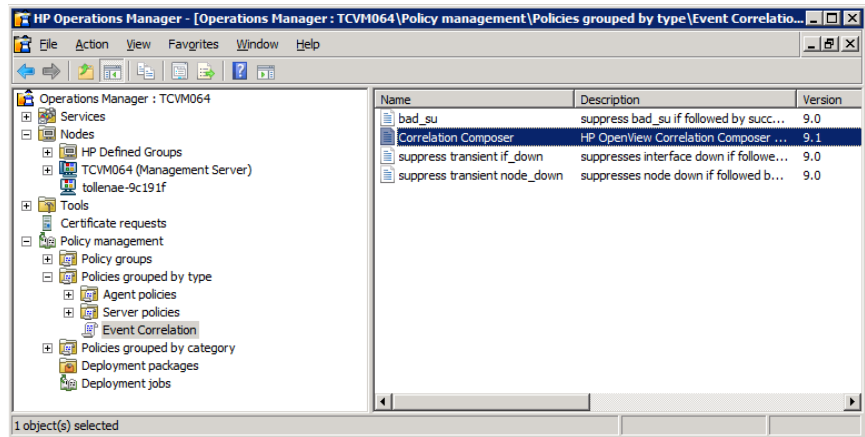 HP Operations Manager - [Operations Manager : TCVM064\Policy management\Policies grouped by type\Event Correlatio...
File Action View Favorites Window Help
Operations Manager : TCVM064
Services
Nodes
HP Defined Groups
TCVM064 (Management Server)
tollenae-9c191f
Tools
Certificate requests
Policy management
Policy groups
Policies grouped by type
Agent policies
Server policies
Event Correlation
Policies grouped by category
Deployment packages
Deployment jobs
Name Description Version
bad_su suppress bad_su if followed by succ... 9.0
Correlation Composer HP OpenView Correlation Composer ... 9.1
suppress transient if_down suppresses interface down if followe... 9.0
suppress transient node_down suppresses node down if followed b... 9.0
1 object(s) selected